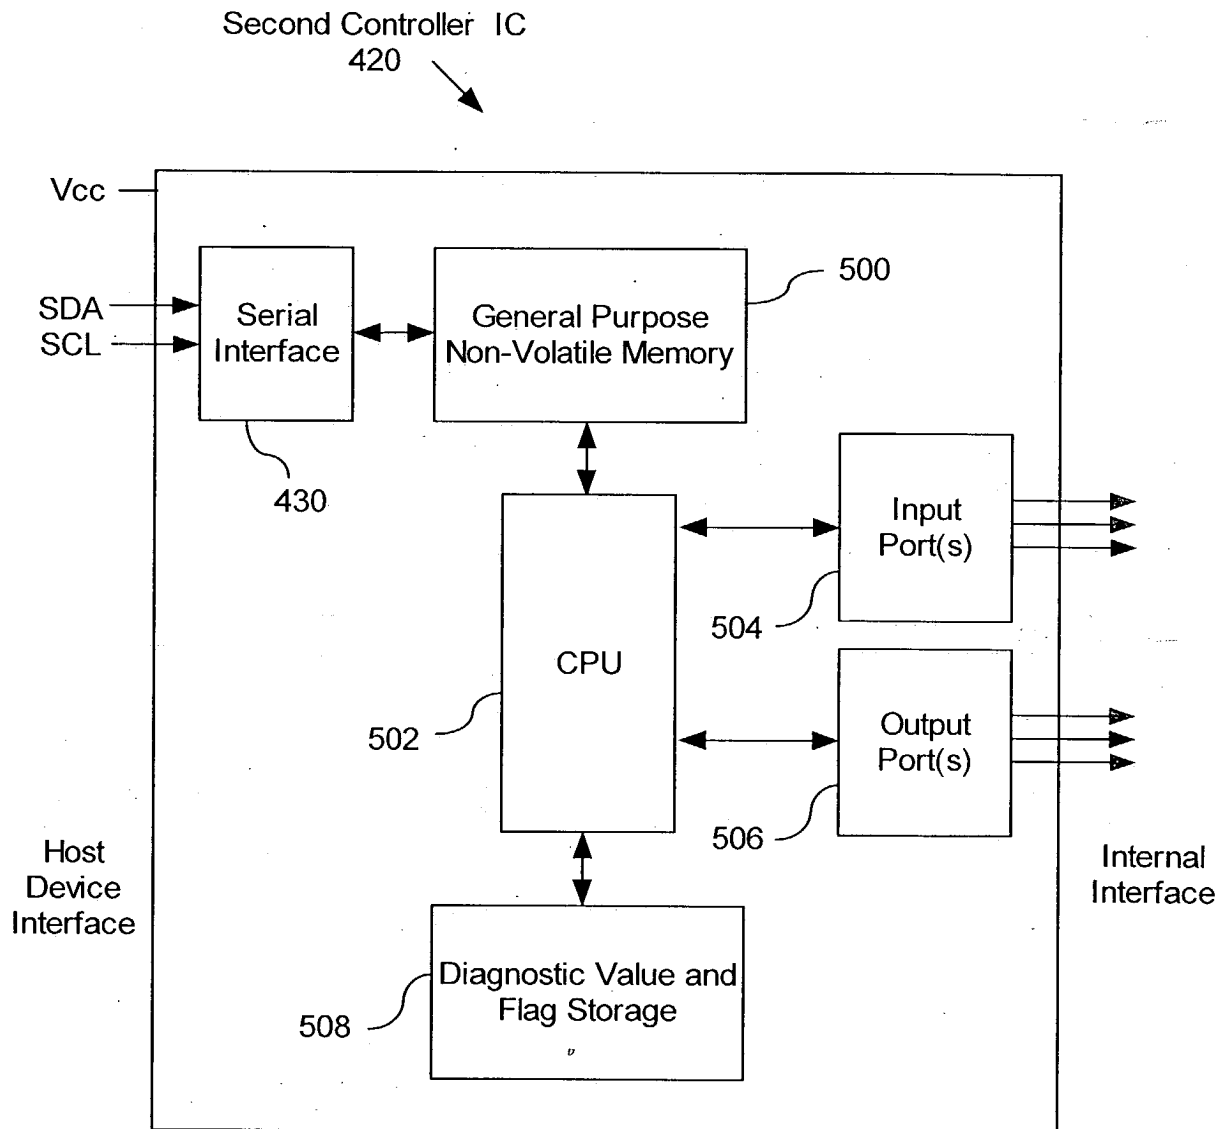 Second Controller IC
420
Vcc
SDA
SCL
Serial
Interface
430
General Purpose
Non-Volatile Memory
500
Input
Port(s)
504
CPU
502
Output
Port(s)
506
Host
Device
Interface
Internal
Interface
Diagnostic Value and
Flag Storage
508